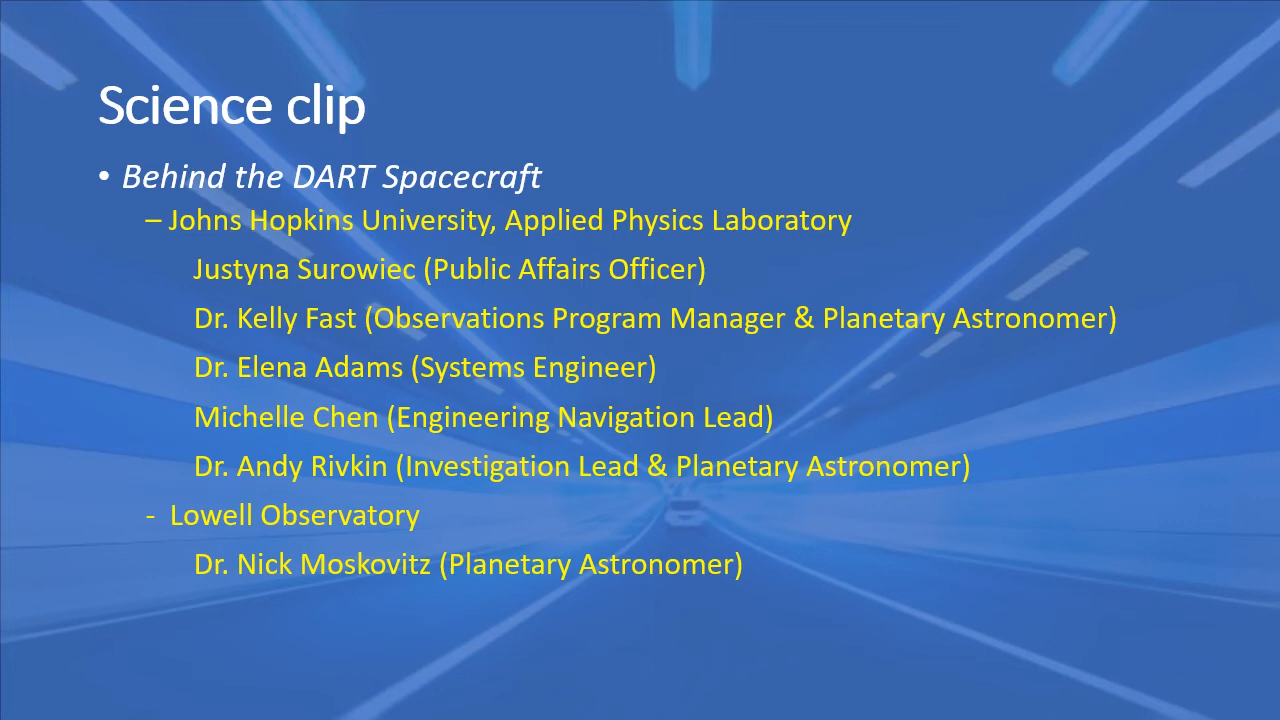 Science clip
• Behind the DART Spacecraft
– Johns Hopkins University, Applied Physics Laboratory
Justyna Surowiec (Public Affairs Officer)
Dr. Kelly Fast (Observations Program Manager & Planetary Astronomer)
Dr. Elena Adams (Systems Engineer)
Michelle Chen (Engineering Navigation Lead)
Dr. Andy Rivkin (Investigation Lead & Planetary Astronomer)
- Lowell Observatory
Dr. Nick Moskovitz (Planetary Astronomer)